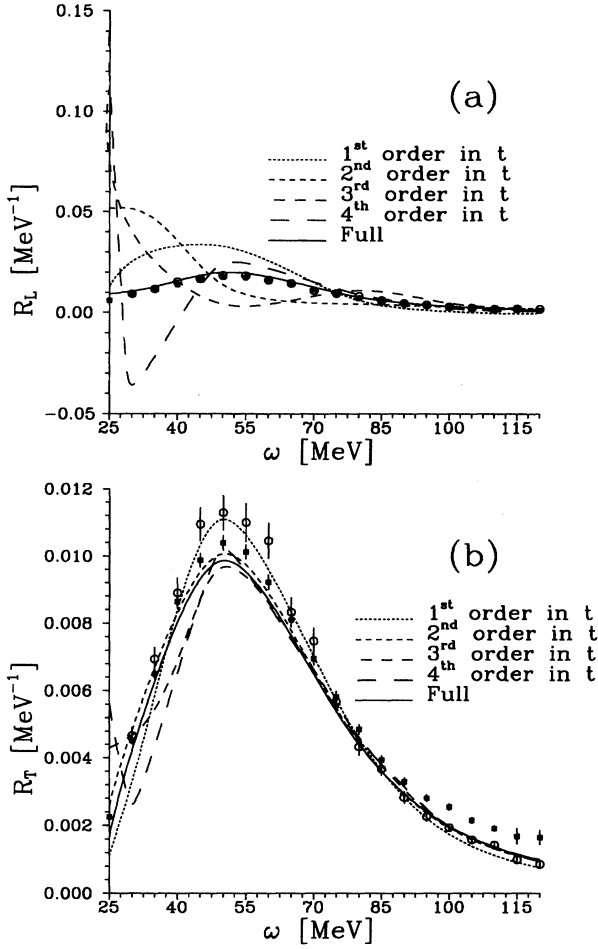 0.15
(a)
0.10
1st order in t
2nd order in t
3rd order in t
4th order in t
Full
0.05
0.00
−0.05
R_L [MeV⁻¹]
25 40 55 70 85 100 115
ω [MeV]
0.012
(b)
0.010
1st order in t
2nd order in t
3rd order in t
4th order in t
Full
0.008
0.006
0.004
0.002
0.000
R_T [MeV⁻¹]
25 40 55 70 85 100 115
ω [MeV]